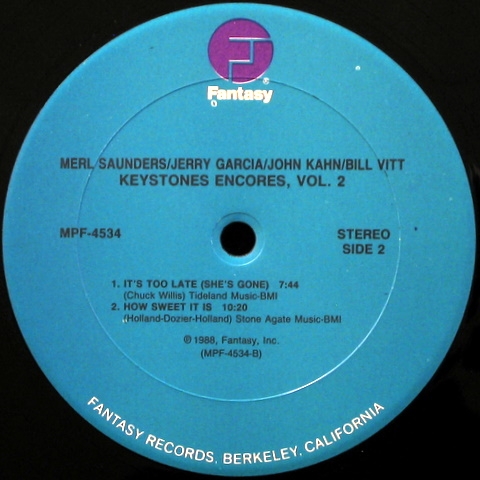 Fantasy®
MERL SAUNDERS/JERRY GARCIA/JOHN KAHN/BILL VITT
KEYSTONES ENCORES, VOL. 2
MPF-4534
STEREO
SIDE 2
1. IT'S TOO LATE (SHE'S GONE) 7:44
(Chuck Willis) Tideland Music-BMI
2. HOW SWEET IT IS 10:20
(Holland-Dozier-Holland) Stone Agate Music-BMI
℗ 1988, Fantasy, Inc.
(MPF-4534-B)
FANTASY RECORDS, BERKELEY, CALIFORNIA